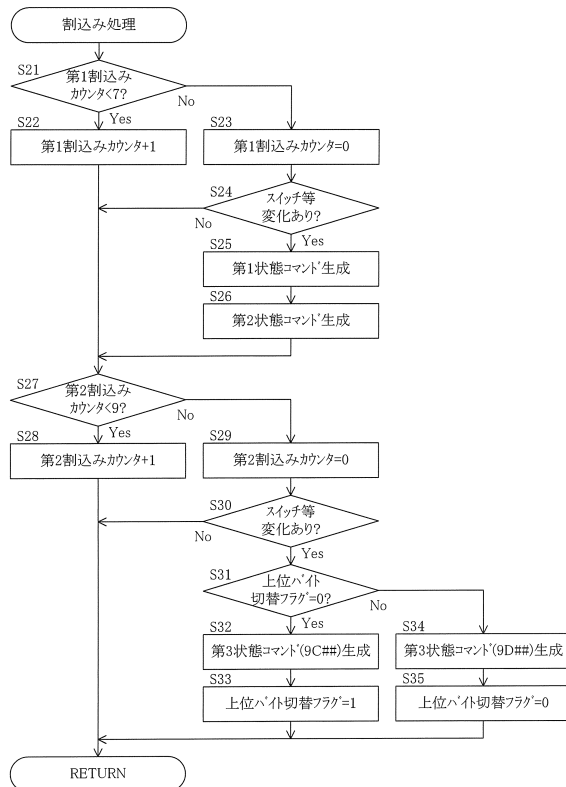 割込み処理
S21
第1割込み
カウンタ<7?
No
Yes
S22
第1割込みカウンタ+1
S23
第1割込みカウンタ=0
S24
スイッチ等
変化あり?
No
Yes
S25
第1状態コマンド生成
S26
第2状態コマンド生成
S27
第2割込み
カウンタ<9?
No
Yes
S28
第2割込みカウンタ+1
S29
第2割込みカウンタ=0
S30
スイッチ等
変化あり?
No
Yes
S31
上位バイト
切替フラグ=0?
No
Yes
S32
第3状態コマンド(9C##)生成
S33
上位バイト切替フラグ=1
S34
第3状態コマンド(9D##)生成
S35
上位バイト切替フラグ=0
RETURN